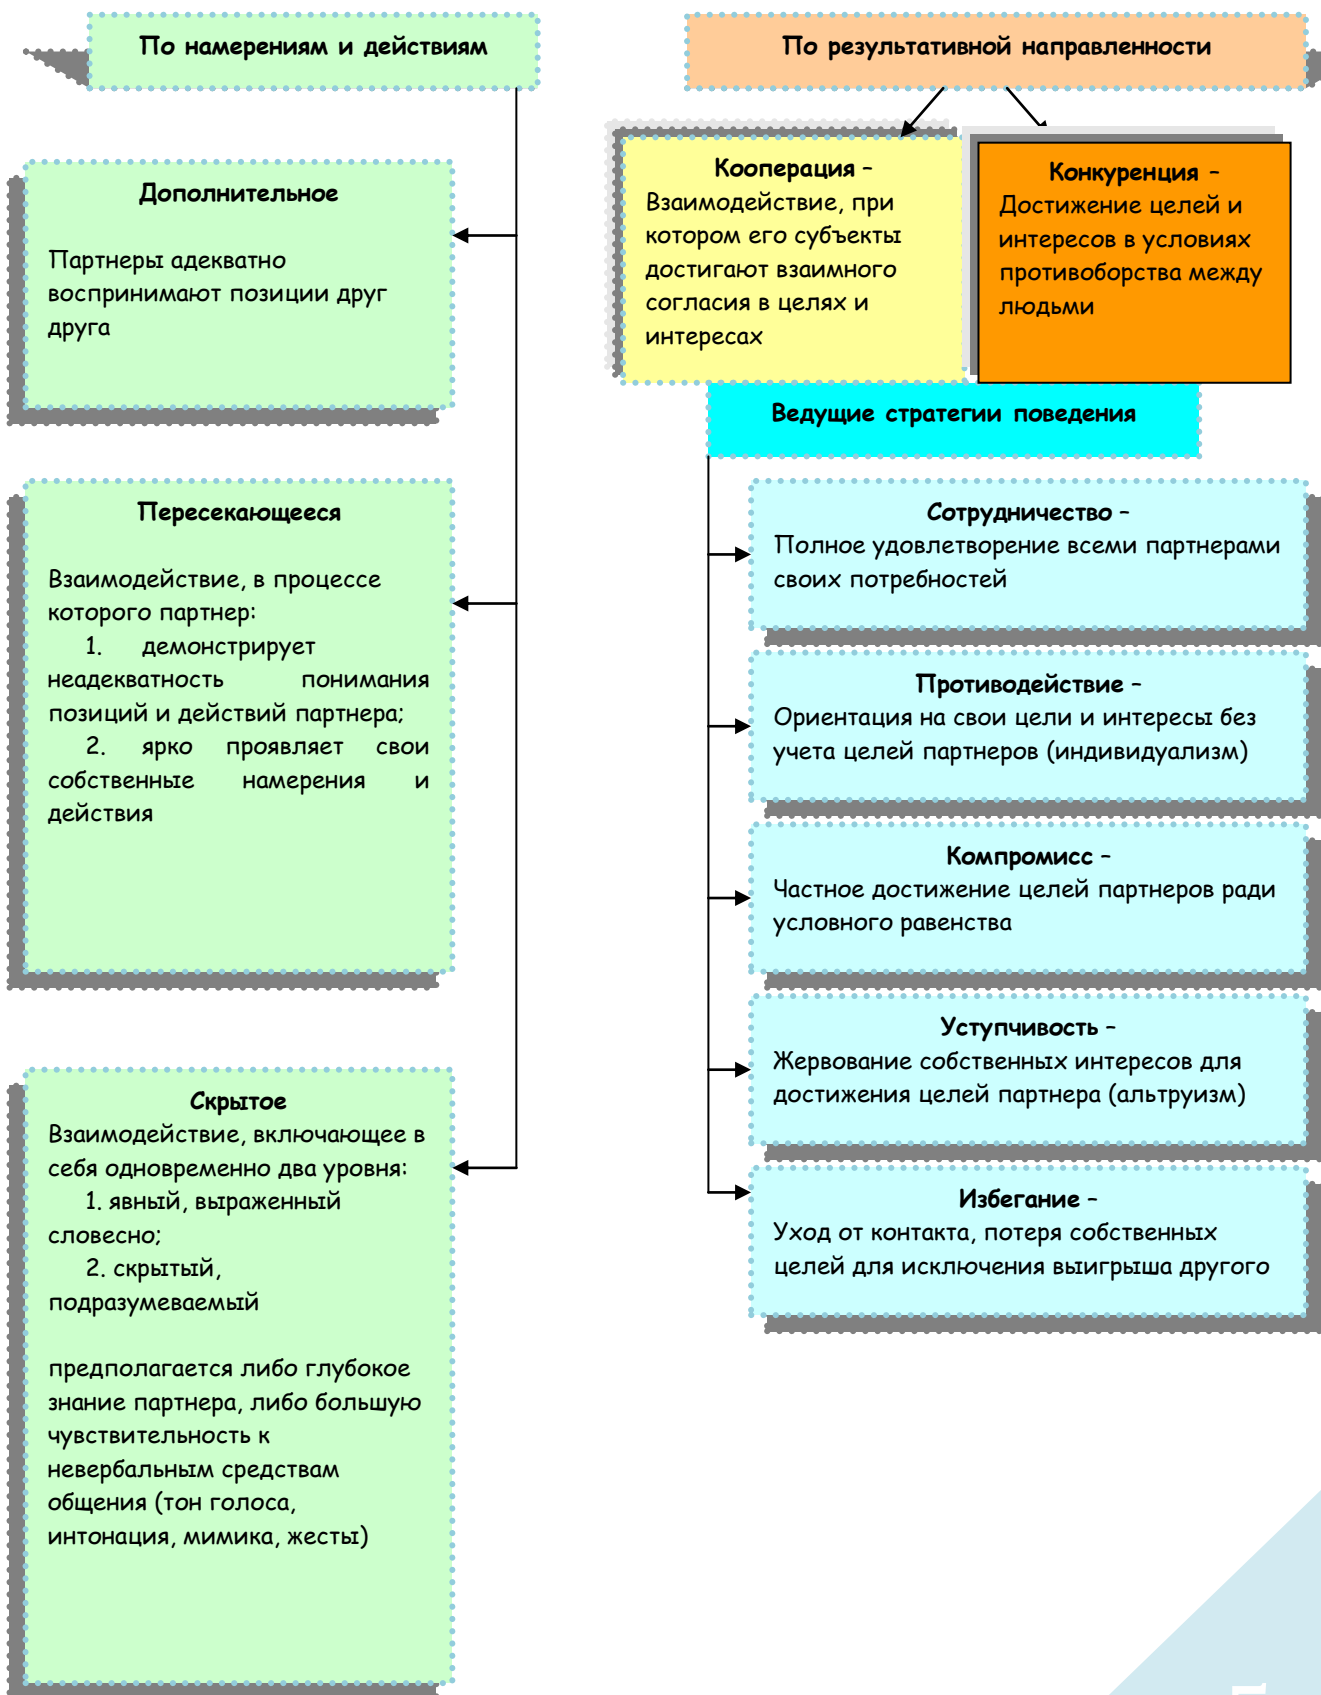 По намерениям и действиям
Дополнительное
Партнеры адекватно
воспринимают позиции друг
друга
Пересекающееся
Взаимодействие, в процессе
которого партнер:
1. демонстрирует
неадекватность понимания
позиций и действий партнера;
2. ярко проявляет свои
собственные намерения и
действия
Скрытое
Взаимодействие, включающее в
себя одновременно два уровня:
1. явный, выраженный
словесно;
2. скрытый,
подразумеваемый
предполагается либо глубокое
знание партнера, либо большую
чувствительность к
невербальным средствам
общения (тон голоса,
интонация, мимика, жесты)
По результативной направленности
Кооперация –
Взаимодействие, при
котором его субъекты
достигают взаимного
согласия в целях и
интересах
Конкуренция –
Достижение целей и
интересов в условиях
противоборства между
людьми
Ведущие стратегии поведения
Сотрудничество –
Полное удовлетворение всеми партнерами
своих потребностей
Противодействие –
Ориентация на свои цели и интересы без
учета целей партнеров (индивидуализм)
Компромисс –
Частное достижение целей партнеров ради
условного равенства
Уступчивость –
Жервование собственных интересов для
достижения целей партнера (альтруизм)
Избегание –
Уход от контакта, потеря собственных
целей для исключения выигрыша другого